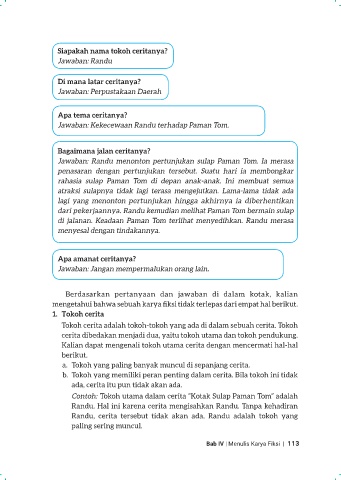 Siapakah nama tokoh ceritanya?
Jawaban: Randu
Di mana latar ceritanya?
Jawaban: Perpustakaan Daerah
Apa tema ceritanya?
Jawaban: Kekecewaan Randu terhadap Paman Tom.
Bagaimana jalan ceritanya?
Jawaban: Randu menonton pertunjukan sulap Paman Tom. Ia merasa
penasaran dengan pertunjukan tersebut. Suatu hari ia membongkar
rahasia sulap Paman Tom di depan anak-anak. Ini membuat semua
atraksi sulapnya tidak lagi terasa mengejutkan. Lama-lama tidak ada
lagi yang menonton pertunjukan hingga akhirnya ia diberhentikan
dari pekerjaannya. Randu kemudian melihat Paman Tom bermain sulap
di jalanan. Keadaan Paman Tom terlihat menyedihkan. Randu merasa
menyesal dengan tindakannya.
Apa amanat ceritanya?
Jawaban: Jangan mempermalukan orang lain.
Berdasarkan pertanyaan dan jawaban di dalam kotak, kalian
mengetahui bahwa sebuah karya fiksi tidak terlepas dari empat hal berikut.
1. Tokoh cerita
Tokoh cerita adalah tokoh-tokoh yang ada di dalam sebuah cerita. Tokoh
cerita dibedakan menjadi dua, yaitu tokoh utama dan tokoh pendukung.
Kalian dapat mengenali tokoh utama cerita dengan mencermati hal-hal
berikut.
a. Tokoh yang paling banyak muncul di sepanjang cerita.
b. Tokoh yang memiliki peran penting dalam cerita. Bila tokoh ini tidak
ada, cerita itu pun tidak akan ada.
Contoh: Tokoh utama dalam cerita "Kotak Sulap Paman Tom" adalah
Randu. Hal ini karena cerita mengisahkan Randu. Tanpa kehadiran
Randu, cerita tersebut tidak akan ada. Randu adalah tokoh yang
paling sering muncul.
Bab IV | Menulis Karya Fiksi | 113